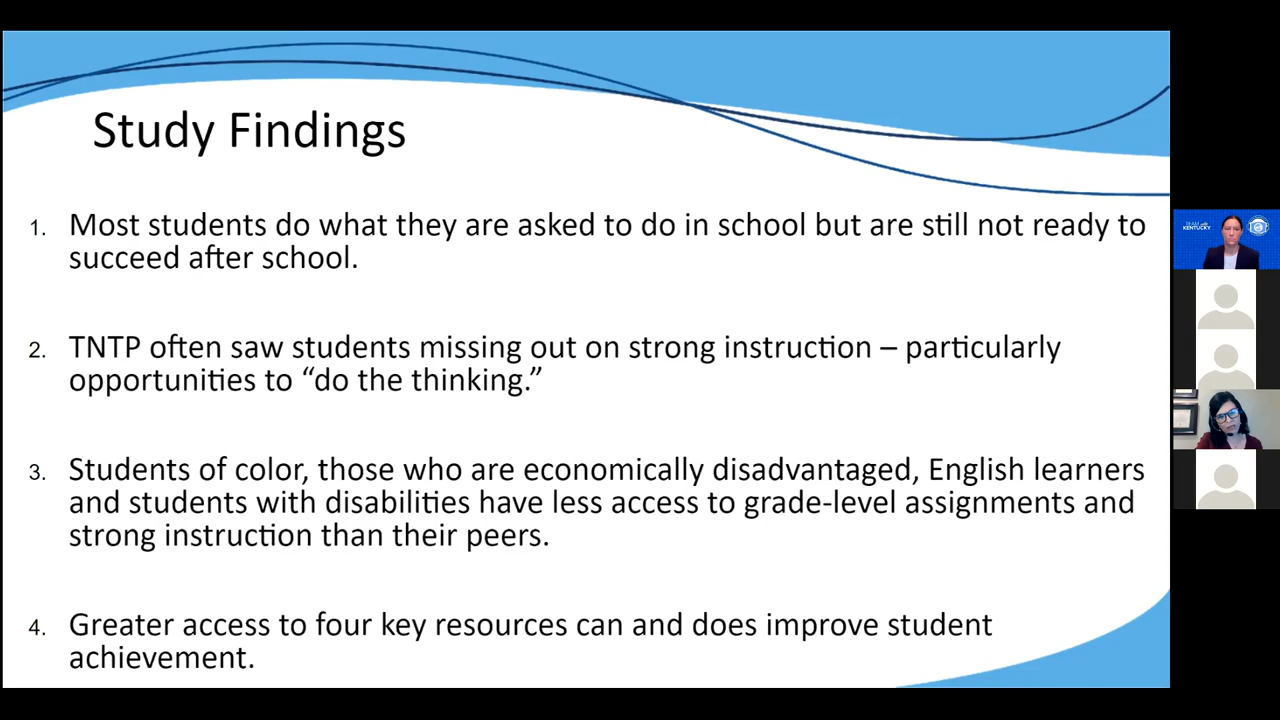 Study Findings
1. Most students do what they are asked to do in school but are still not ready to
succeed after school.
2. TNTP often saw students missing out on strong instruction – particularly
opportunities to “do the thinking.”
3. Students of color, those who are economically disadvantaged, English learners
and students with disabilities have less access to grade-level assignments and
strong instruction than their peers.
4. Greater access to four key resources can and does improve student
achievement.
TEAM
KENTUCKY